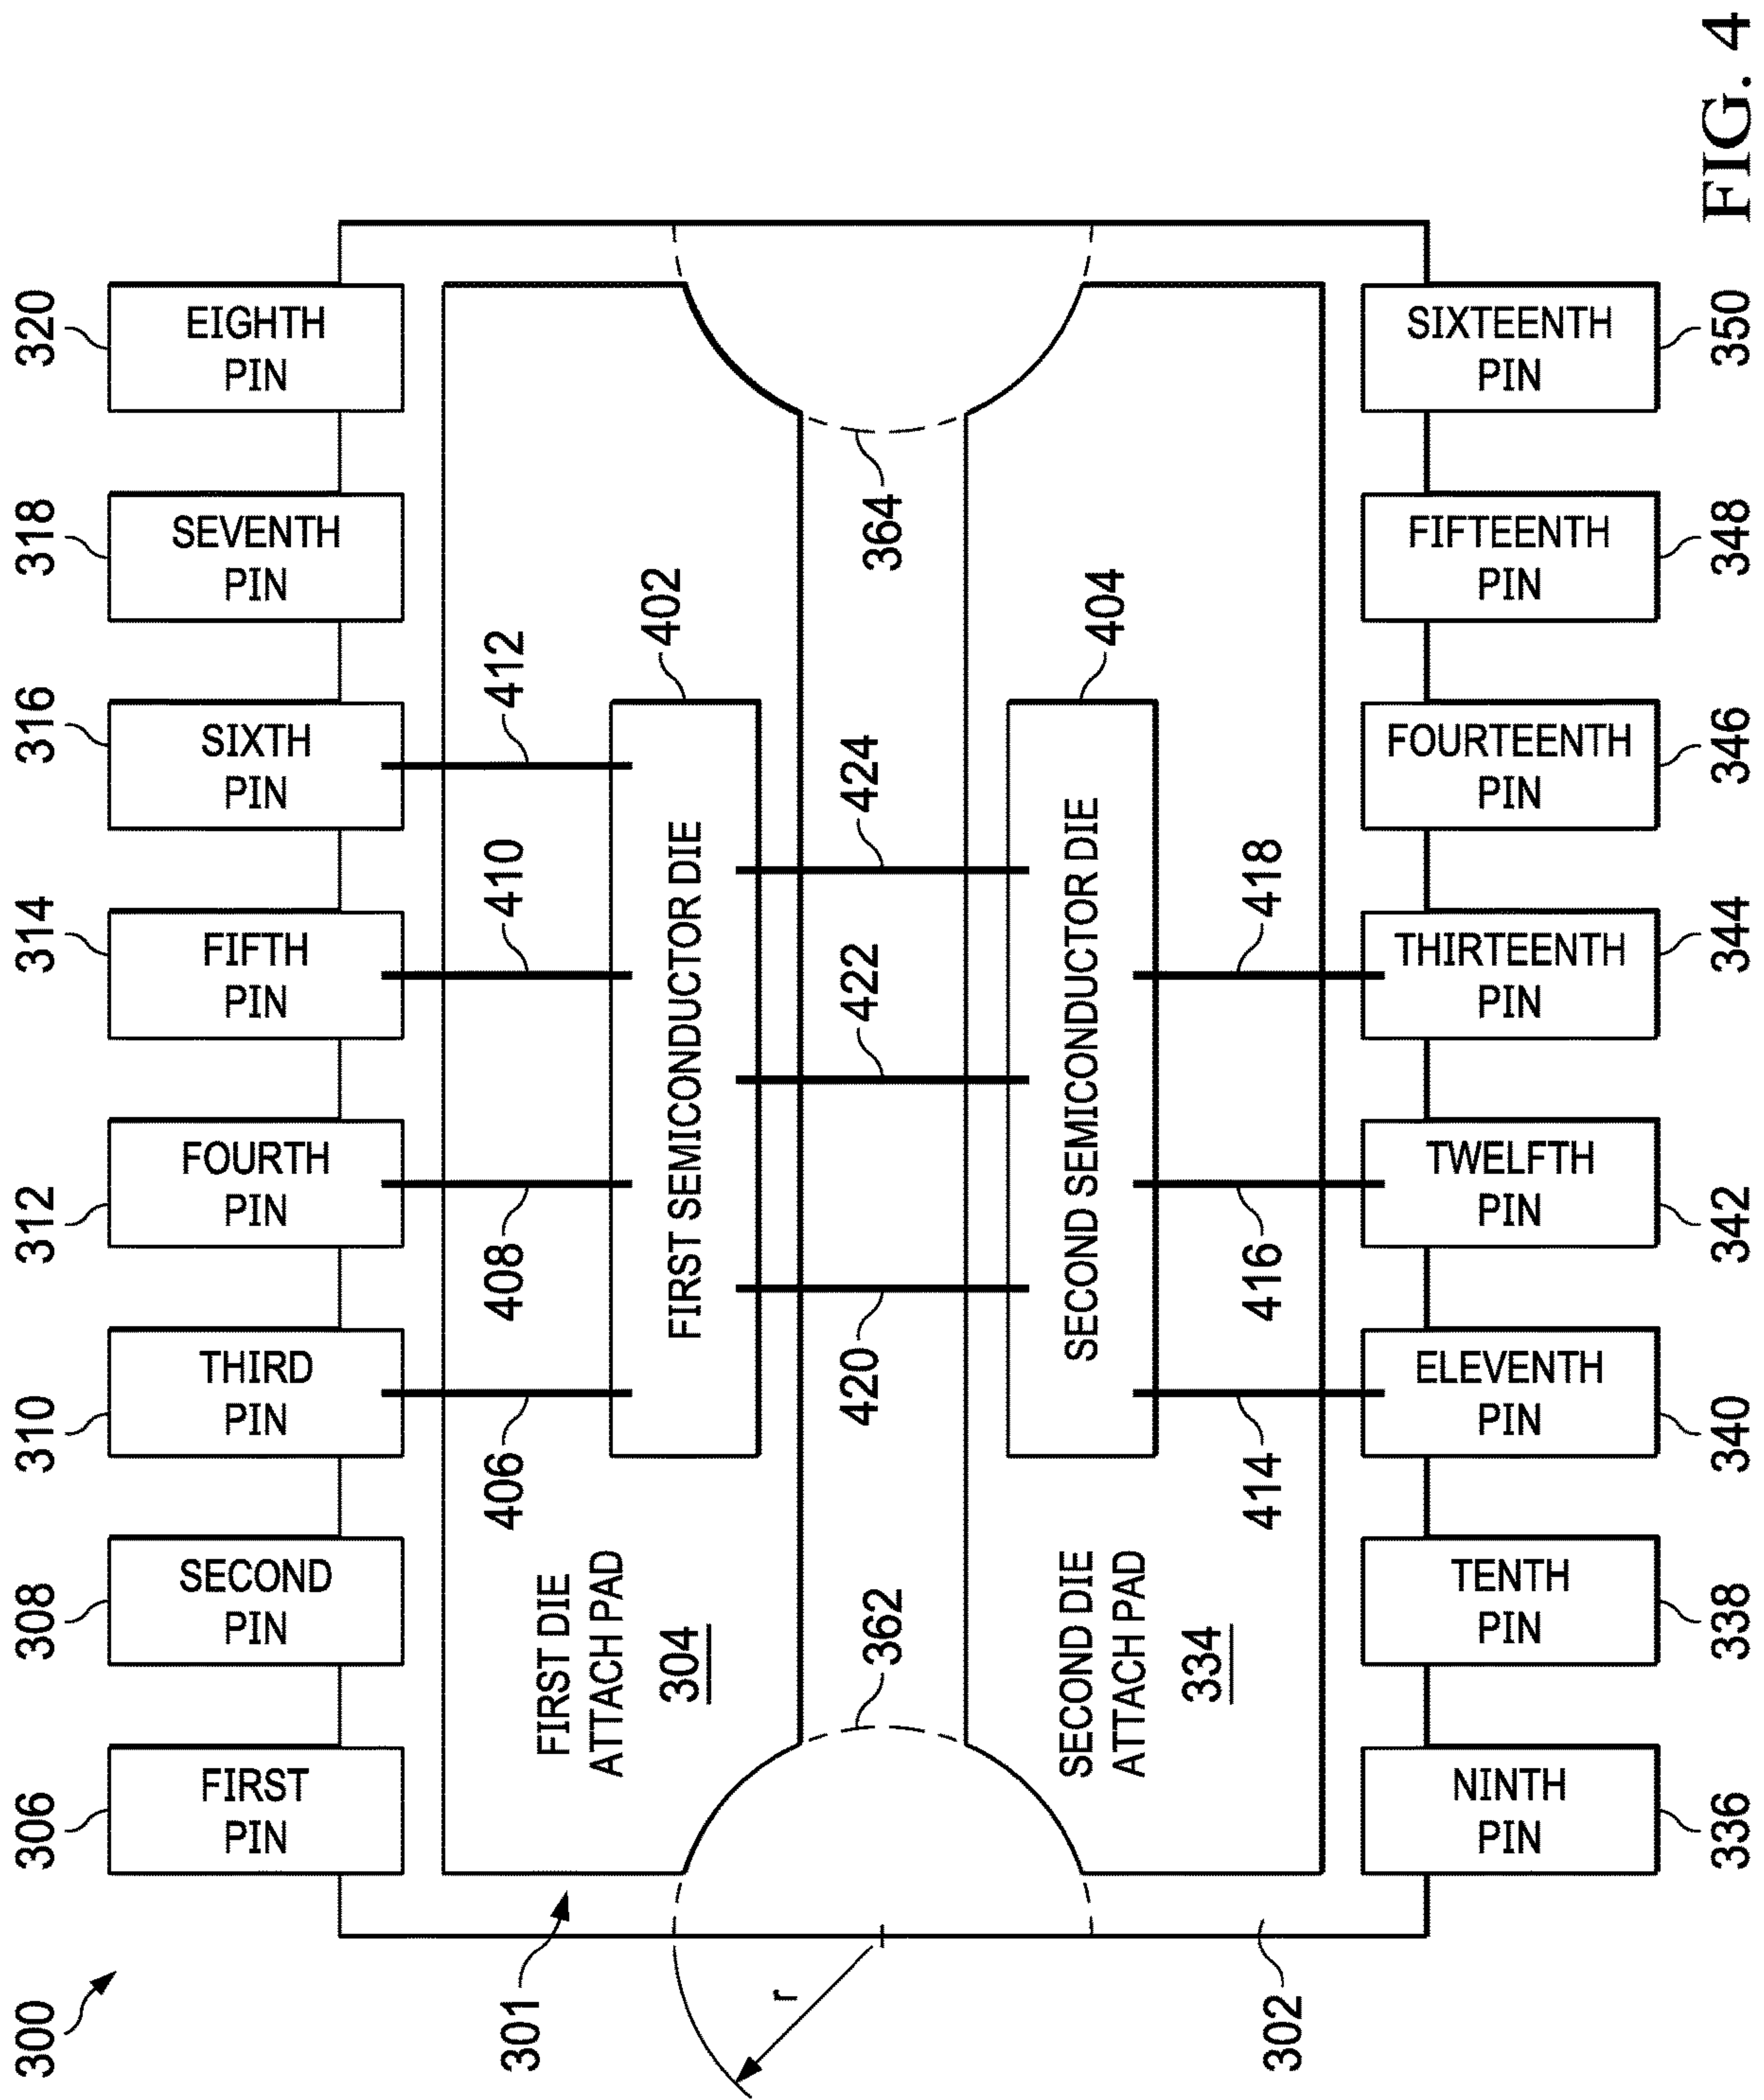 300
301
302
r
306
308
310
312
314
316
318
320
FIRST
PIN
SECOND
PIN
THIRD
PIN
FOURTH
PIN
FIFTH
PIN
SIXTH
PIN
SEVENTH
PIN
EIGHTH
PIN
406
408
410
412
FIRST DIE
ATTACH PAD
304
FIRST SEMICONDUCTOR DIE
402
362
420
422
424
364
SECOND DIE
ATTACH PAD
334
SECOND SEMICONDUCTOR DIE
404
414
416
418
NINTH
PIN
TENTH
PIN
ELEVENTH
PIN
TWELFTH
PIN
THIRTEENTH
PIN
FOURTEENTH
PIN
FIFTEENTH
PIN
SIXTEENTH
PIN
336
338
340
342
344
346
348
350
FIG. 4